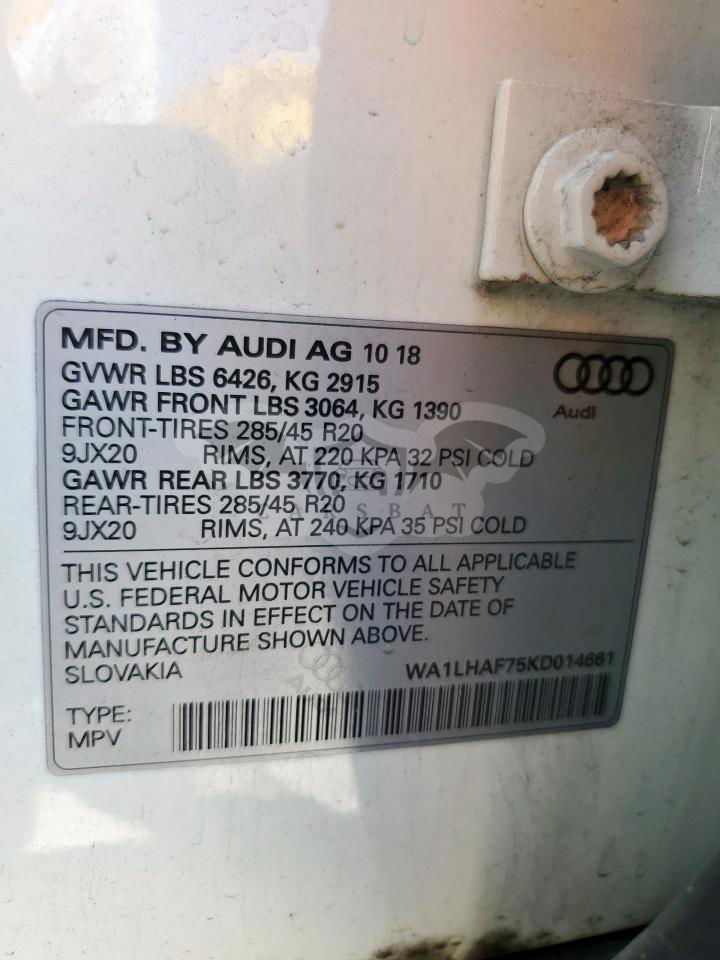 MFD. BY AUDI AG 10 18
GVWR LBS 6426, KG 2915
GAWR FRONT LBS 3064, KG 1390
FRONT-TIRES 285/45 R20
9JX20 RIMS, AT 220 KPA 32 PSI COLD
GAWR REAR LBS 3770, KG 1710
REAR-TIRES 285/45 R20
9JX20 RIMS, AT 240 KPA 35 PSI COLD
Audi
THIS VEHICLE CONFORMS TO ALL APPLICABLE
U.S. FEDERAL MOTOR VEHICLE SAFETY
STANDARDS IN EFFECT ON THE DATE OF
MANUFACTURE SHOWN ABOVE.
SLOVAKIA WA1LHAF75KD014661
TYPE:
MPV